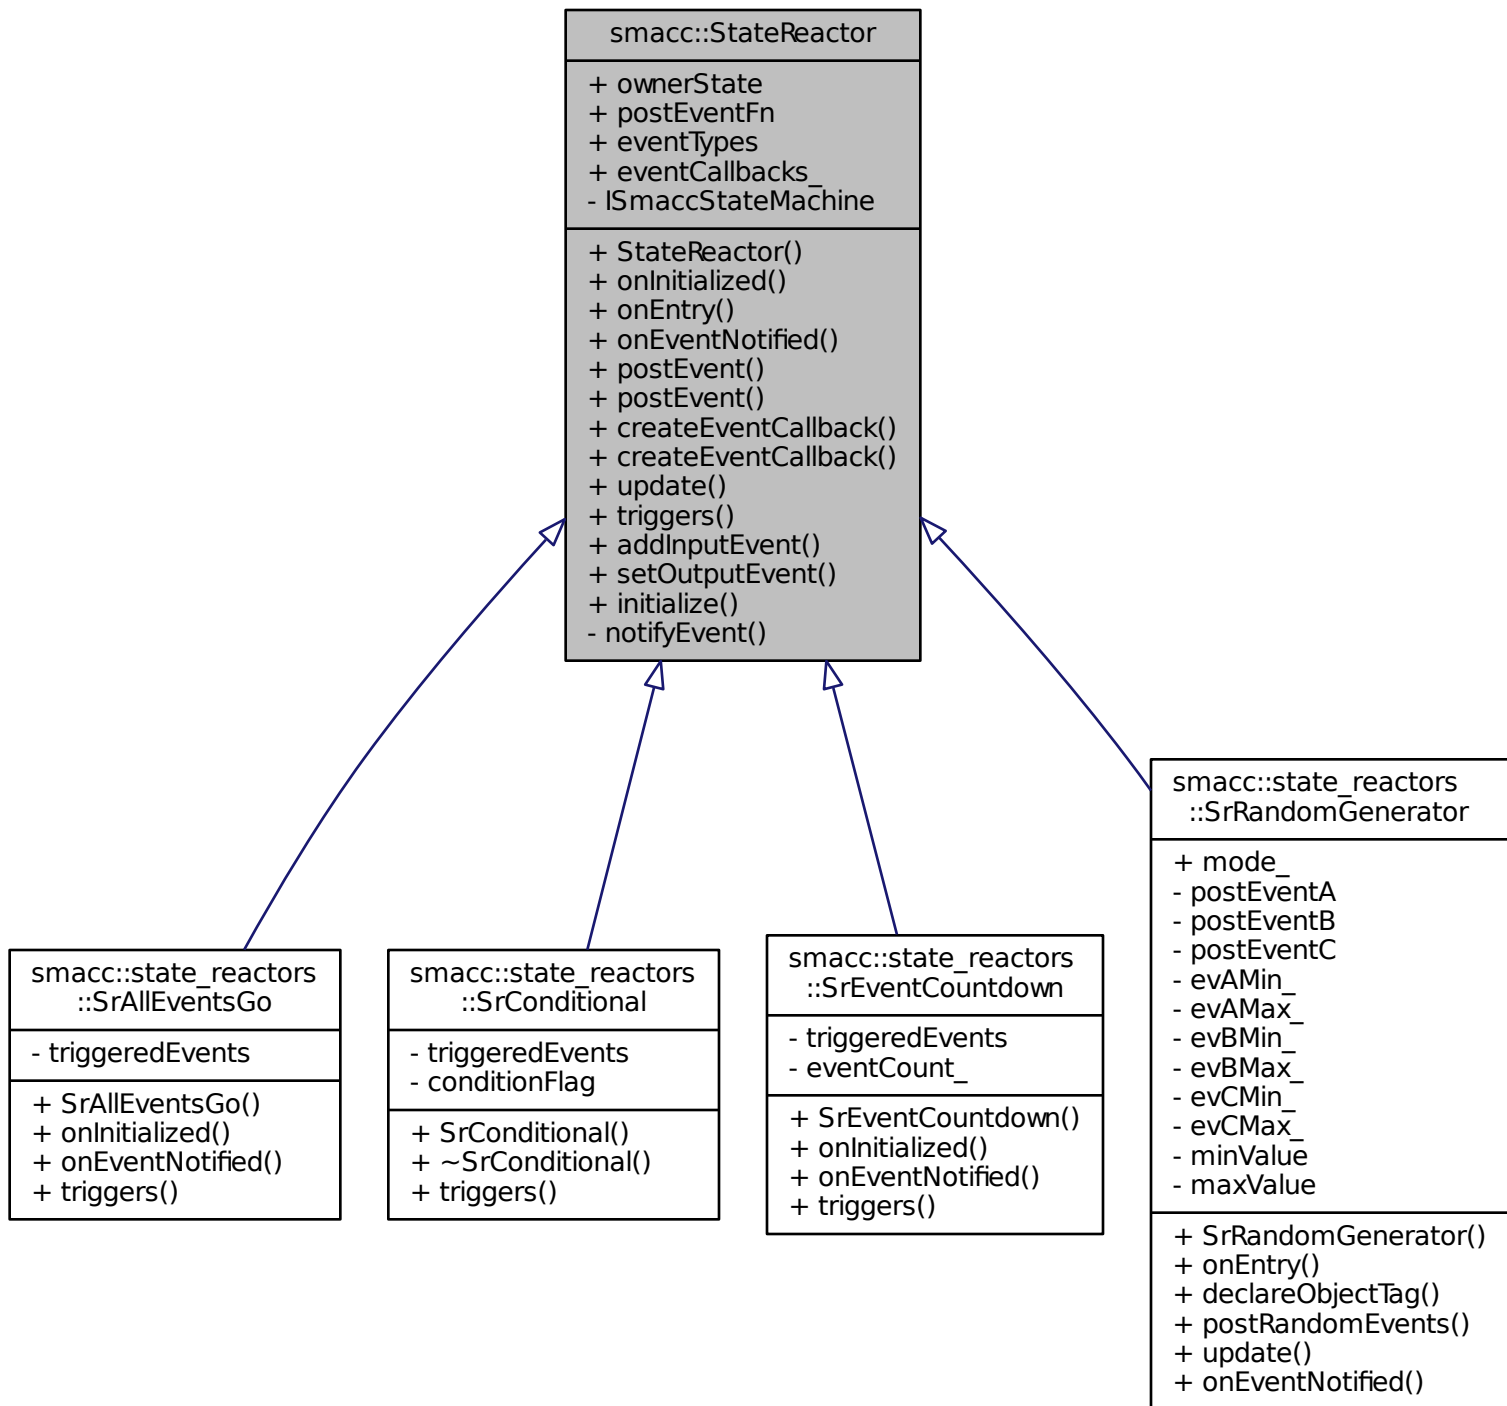 smacc::StateReactor
+ ownerState
+ postEventFn
+ eventTypes
+ eventCallbacks_
- ISmaccStateMachine
+ StateReactor()
+ onInitialized()
+ onEntry()
+ onEventNotified()
+ postEvent()
+ postEvent()
+ createEventCallback()
+ createEventCallback()
+ update()
+ triggers()
+ addInputEvent()
+ setOutputEvent()
+ initialize()
- notifyEvent()
smacc::state_reactors
::SrAllEventsGo
- triggeredEvents
+ SrAllEventsGo()
+ onInitialized()
+ onEventNotified()
+ triggers()
smacc::state_reactors
::SrConditional
- triggeredEvents
- conditionFlag
+ SrConditional()
+ ~SrConditional()
+ triggers()
smacc::state_reactors
::SrEventCountdown
- triggeredEvents
- eventCount_
+ SrEventCountdown()
+ onInitialized()
+ onEventNotified()
+ triggers()
smacc::state_reactors
::SrRandomGenerator
+ mode_
- postEventA
- postEventB
- postEventC
- evAMin_
- evAMax_
- evBMin_
- evBMax_
- evCMin_
- evCMax_
- minValue
- maxValue
+ SrRandomGenerator()
+ onEntry()
+ declareObjectTag()
+ postRandomEvents()
+ update()
+ onEventNotified()